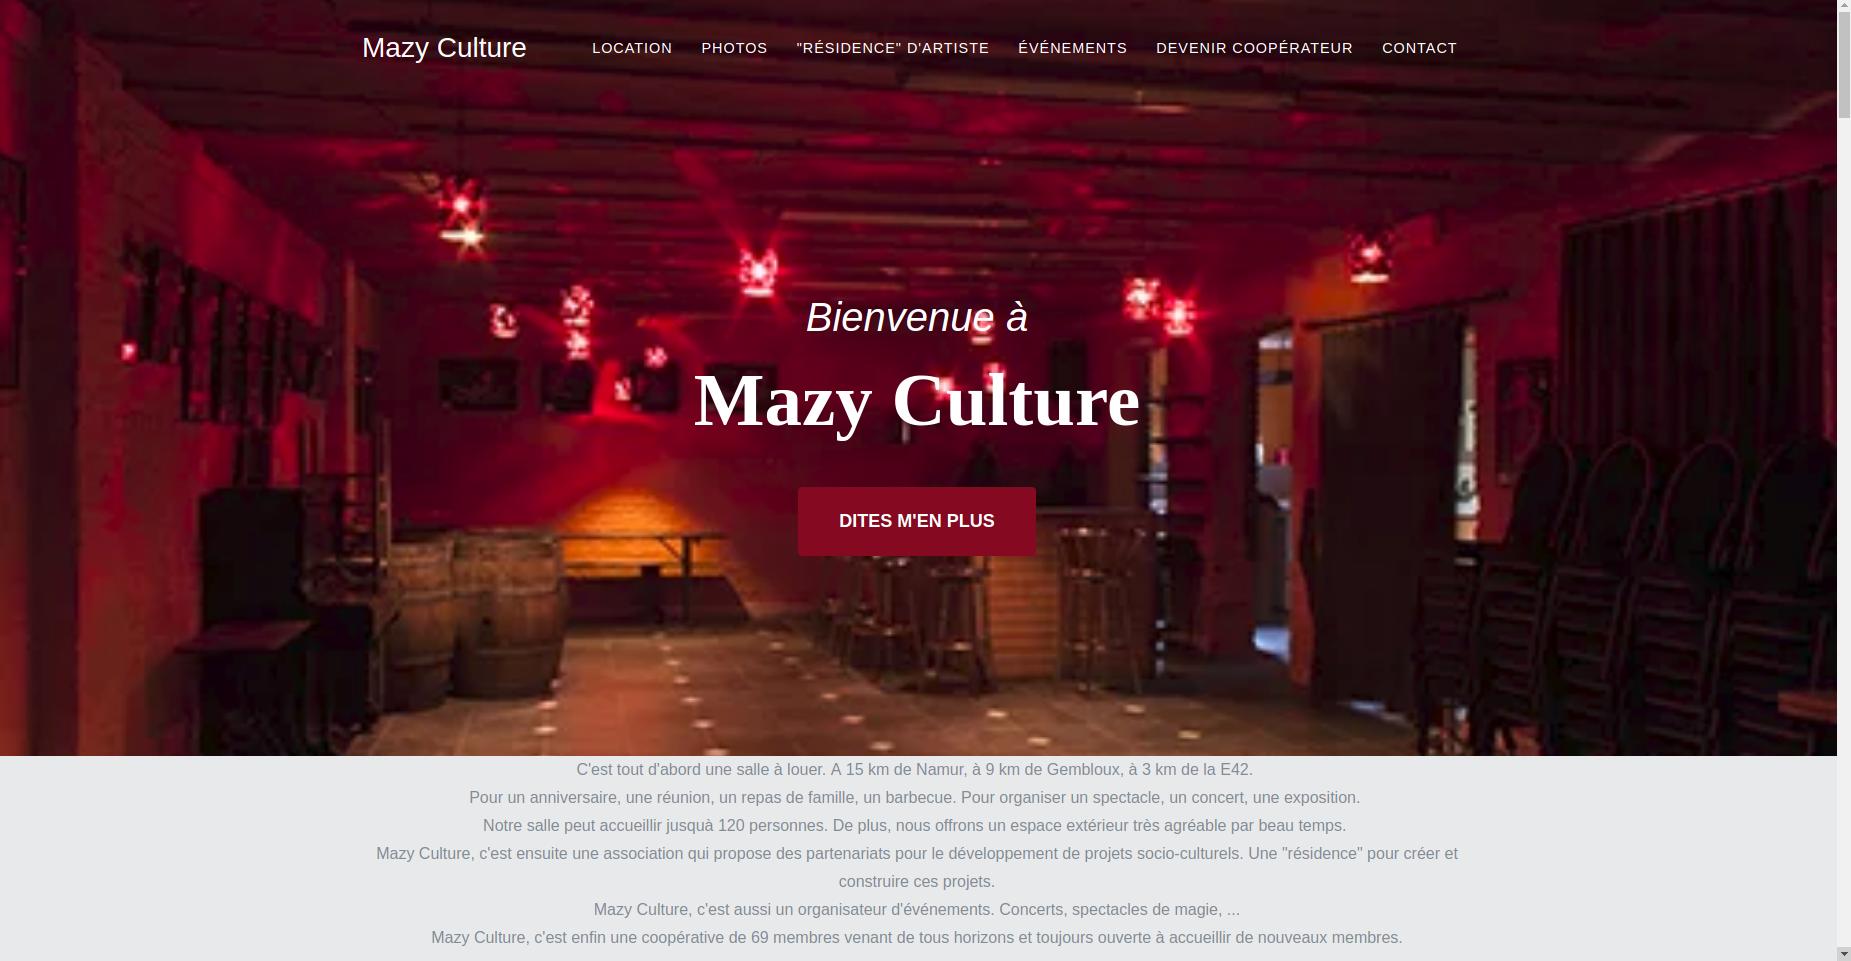 Mazy Culture
LOCATION
PHOTOS
"RÉSIDENCE" D'ARTISTE
ÉVÉNEMENTS
DEVENIR COOPÉRATEUR
CONTACT
Bienvenue à
Mazy Culture
DITES M'EN PLUS
C'est tout d'abord une salle à louer. A 15 km de Namur, à 9 km de Gembloux, à 3 km de la E42.
Pour un anniversaire, une réunion, un repas de famille, un barbecue. Pour organiser un spectacle, un concert, une exposition.
Notre salle peut accueillir jusquà 120 personnes. De plus, nous offrons un espace extérieur très agréable par beau temps.
Mazy Culture, c'est ensuite une association qui propose des partenariats pour le développement de projets socio-culturels. Une "résidence" pour créer et
construire ces projets.
Mazy Culture, c'est aussi un organisateur d'événements. Concerts, spectacles de magie, ...
Mazy Culture, c'est enfin une coopérative de 69 membres venant de tous horizons et toujours ouverte à accueillir de nouveaux membres.